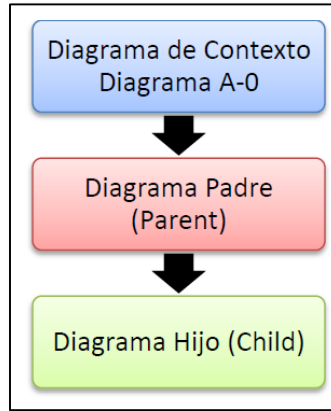 Diagrama de Contexto
Diagrama A-0
Diagrama Padre
(Parent)
Diagrama Hijo (Child)